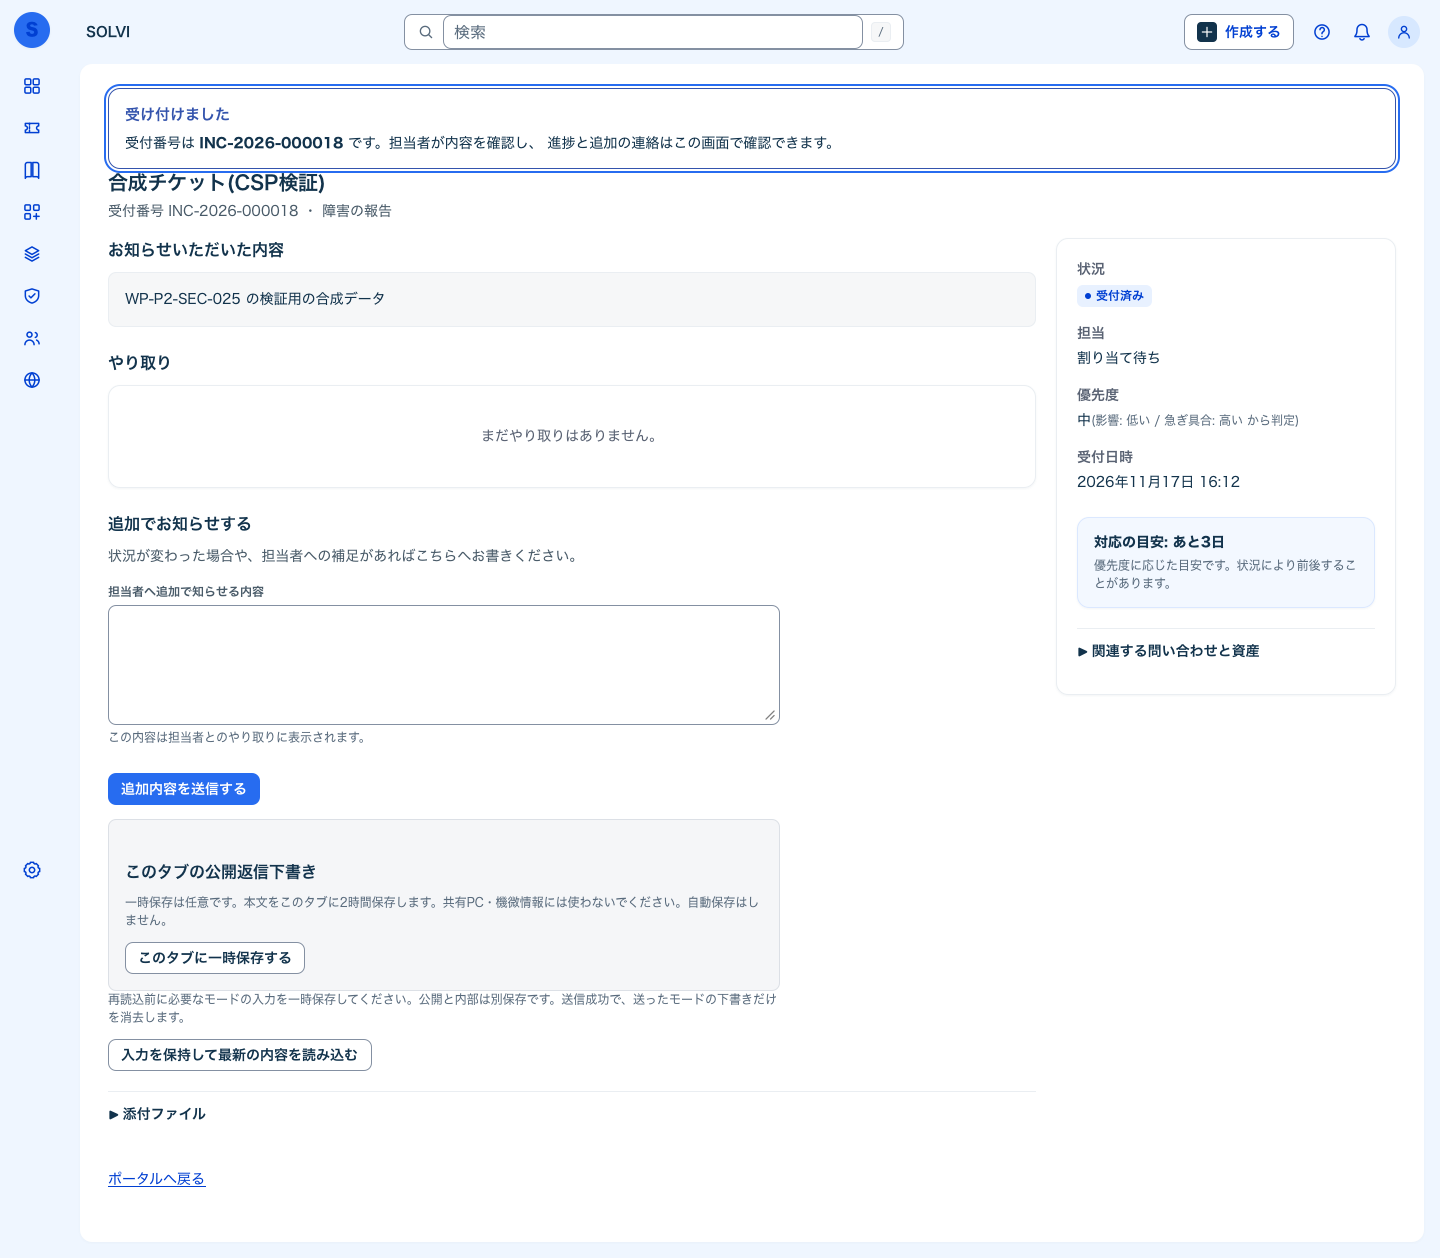 S
SOLVI
検索
/
作成する
受け付けました
受付番号は INC-2026-000018 です。担当者が内容を確認し、 進捗と追加の連絡はこの画面で確認できます。
合成チケット(CSP検証)
受付番号 INC-2026-000018 ・ 障害の報告
お知らせいただいた内容
WP-P2-SEC-025 の検証用の合成データ
やり取り
まだやり取りはありません。
追加でお知らせする
状況が変わった場合や、担当者への補足があればこちらへお書きください。
担当者へ追加で知らせる内容
この内容は担当者とのやり取りに表示されます。
追加内容を送信する
このタブの公開返信下書き
一時保存は任意です。本文をこのタブに2時間保存します。共有PC・機微情報には使わないでください。自動保存はし
ません。
このタブに一時保存する
再読込前に必要なモードの入力を一時保存してください。公開と内部は別保存です。送信成功で、送ったモードの下書きだけ
を消去します。
入力を保持して最新の内容を読み込む
添付ファイル
ポータルへ戻る
状況
受付済み
担当
割り当て待ち
優先度
中(影響: 低い / 急ぎ具合: 高い から判定)
受付日時
2026年11月17日 16:12
対応の目安: あと3日
優先度に応じた目安です。状況により前後するこ
とがあります。
関連する問い合わせと資産